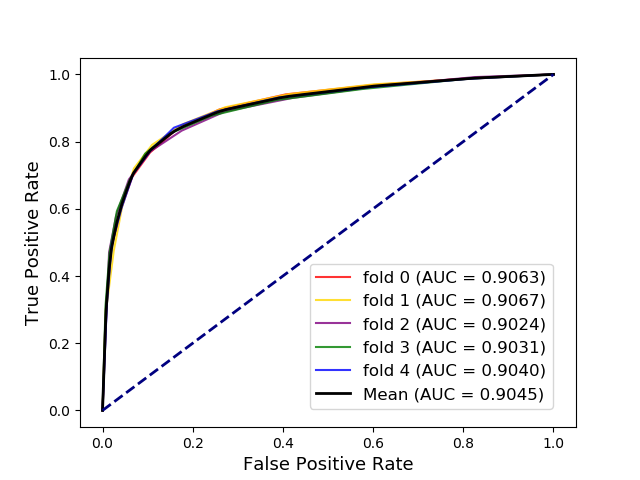 1.0
0.8
0.6
0.4
0.2
0.0
True Positive Rate
fold 0 (AUC = 0.9063)
fold 1 (AUC = 0.9067)
fold 2 (AUC = 0.9024)
fold 3 (AUC = 0.9031)
fold 4 (AUC = 0.9040)
Mean (AUC = 0.9045)
0.0 0.2 0.4 0.6 0.8 1.0
False Positive Rate